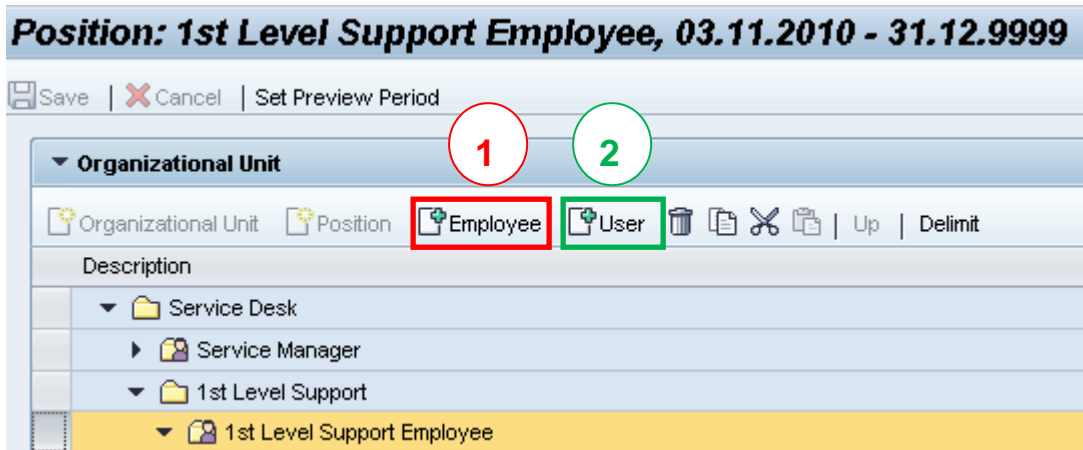 Position: 1st Level Support Employee, 03.11.2010 - 31.12.9999
Save | Cancel | Set Preview Period
1 2
Organizational Unit
Organizational Unit Position Employee User | Up | Delimit
Description
Service Desk
Service Manager
1st Level Support
1st Level Support Employee